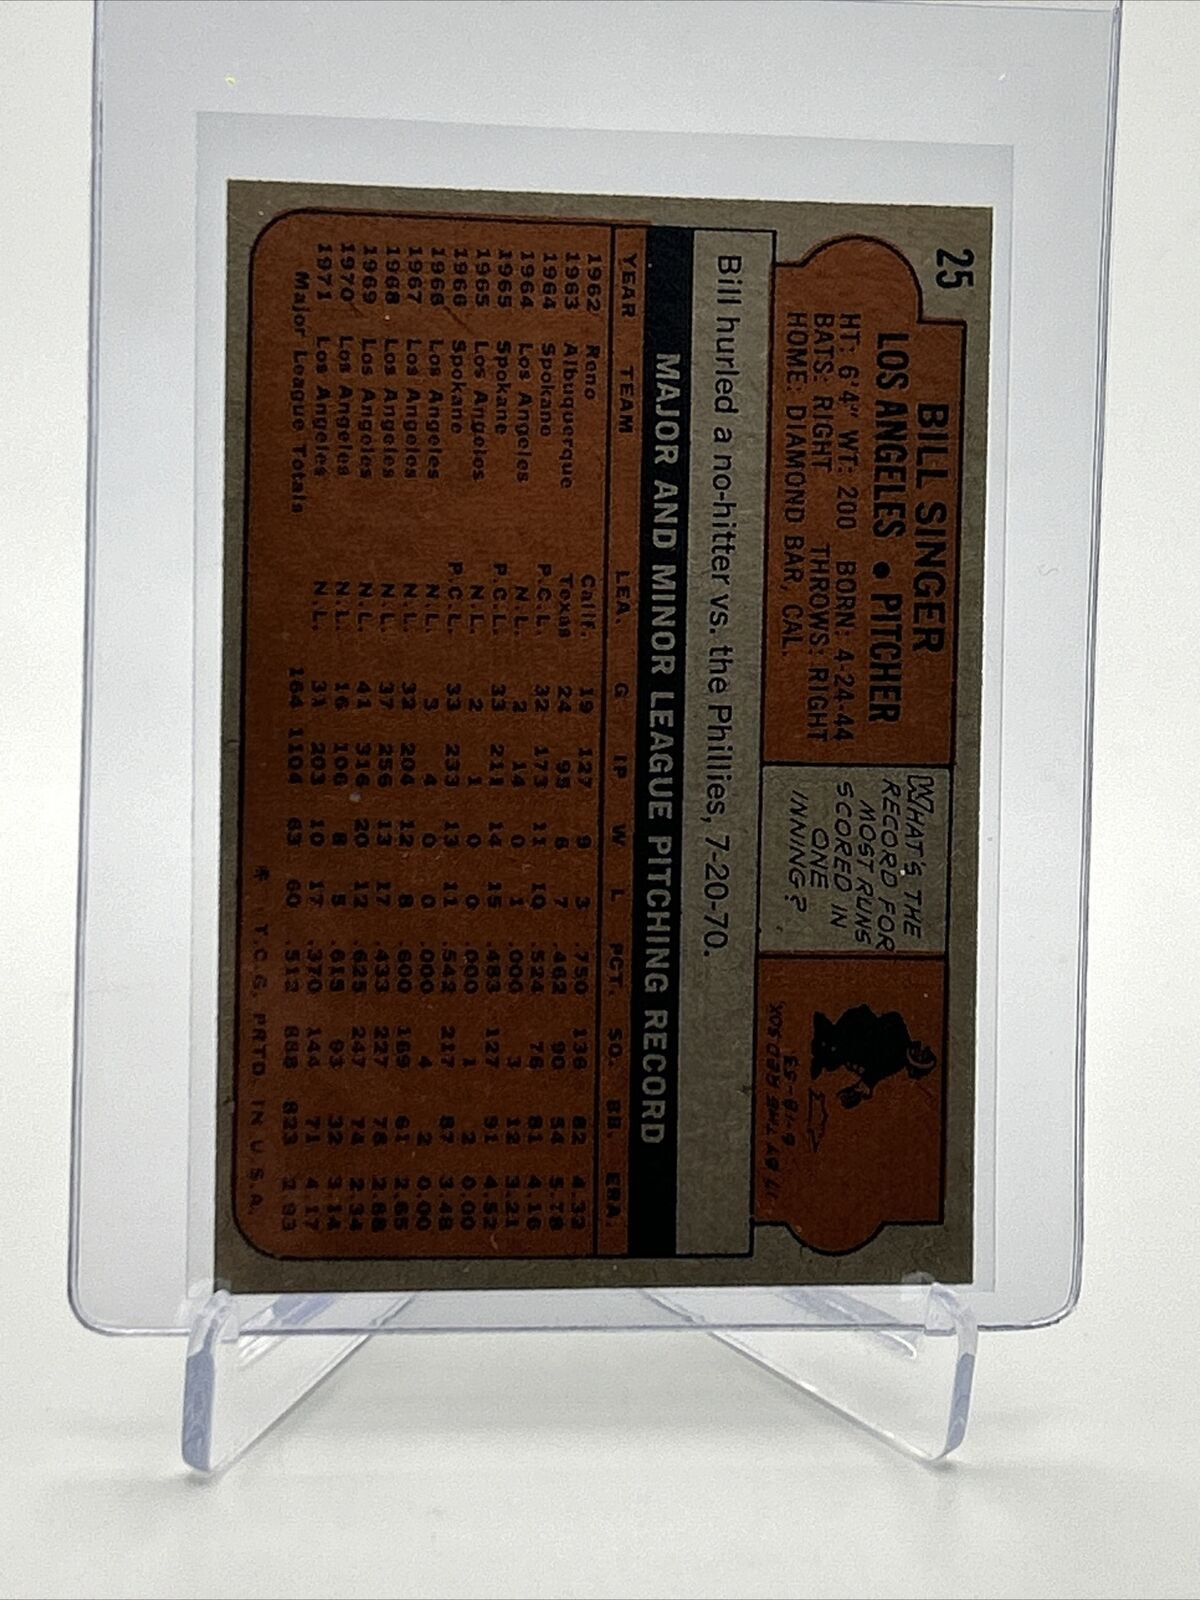 25
BILL SINGER
LOS ANGELES • PITCHER
HT: 6'4" WT: 200 BORN: 4-24-44
BATS: RIGHT THROWS: RIGHT
HOME: DIAMOND BAR, CAL.
WHAT'S THE
RECORD FOR
MOST RUNS
SCORED IN
ONE
INNING?
17 BY THE RED SOX,
6-18-53
Bill hurled a no-hitter vs. the Phillies, 7-20-70.
MAJOR AND MINOR LEAGUE PITCHING RECORD
YEAR TEAM LEA. G IP W L PCT. SO. BB. ERA.
1962 Reno Calif. 19 127 9 3 .750 136 82 4.32
1963 Albuquerque Texas 24 95 6 7 .462 90 54 5.78
1964 Spokane P.C.L. 32 173 11 10 .524 76 81 4.16
1964 Los Angeles N.L. 2 14 0 1 .000 3 12 3.21
1965 Spokane P.C.L. 33 211 14 15 .483 127 91 4.52
1965 Los Angeles N.L. 2 1 0 0 .000 1 2 0.00
1966 Spokane P.C.L. 33 233 13 11 .542 217 87 3.48
1966 Los Angeles N.L. 3 4 0 0 .000 4 2 0.00
1967 Los Angeles N.L. 32 204 12 8 .600 169 61 2.65
1968 Los Angeles N.L. 37 256 13 17 .433 227 78 2.88
1969 Los Angeles N.L. 41 316 20 12 .625 247 74 2.34
1970 Los Angeles N.L. 16 106 8 5 .615 93 32 3.14
1971 Los Angeles N.L. 31 203 10 17 .370 144 71 4.17
Major League Totals 164 1104 63 60 .512 888 323 2.93
* T.C.G. PRTD. IN U.S.A.